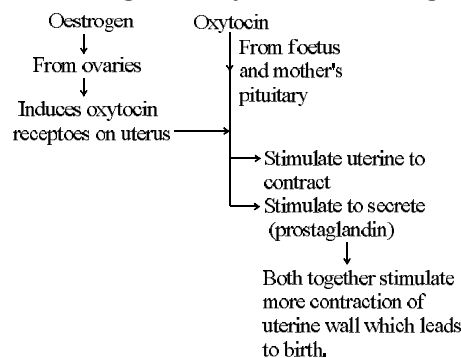 Oestrogen
From ovaries
Induces oxytocin
receptoes on uterus
Oxytocin
From foetus
and mother's
pituitary
Stimulate uterine to
contract
Stimulate to secrete
(prostaglandin)
Both together stimulate
more contraction of
uterine wall which leads
to birth.